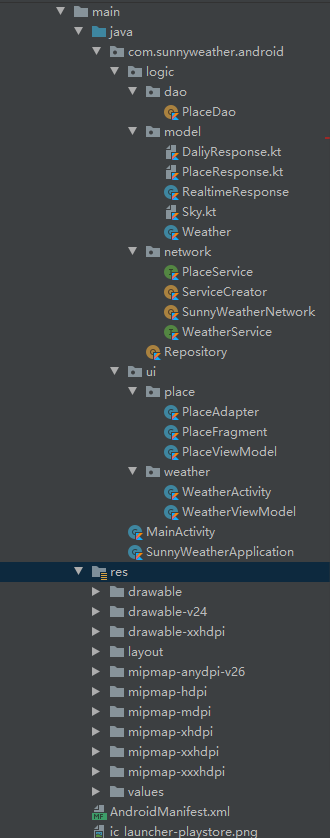 main
java
com.sunnyweather.android
logic
dao
PlaceDao
model
DaliyResponse.kt
PlaceResponse.kt
RealtimeResponse
Sky.kt
Weather
network
PlaceService
ServiceCreator
SunnyWeatherNetwork
WeatherService
Repository
ui
place
PlaceAdapter
PlaceFragment
PlaceViewModel
weather
WeatherActivity
WeatherViewModel
MainActivity
SunnyWeatherApplication
res
drawable
drawable-v24
drawable-xxhdpi
layout
mipmap-anydpi-v26
mipmap-hdpi
mipmap-mdpi
mipmap-xhdpi
mipmap-xxhdpi
mipmap-xxxhdpi
values
AndroidManifest.xml
ic_launcher-playstore.png